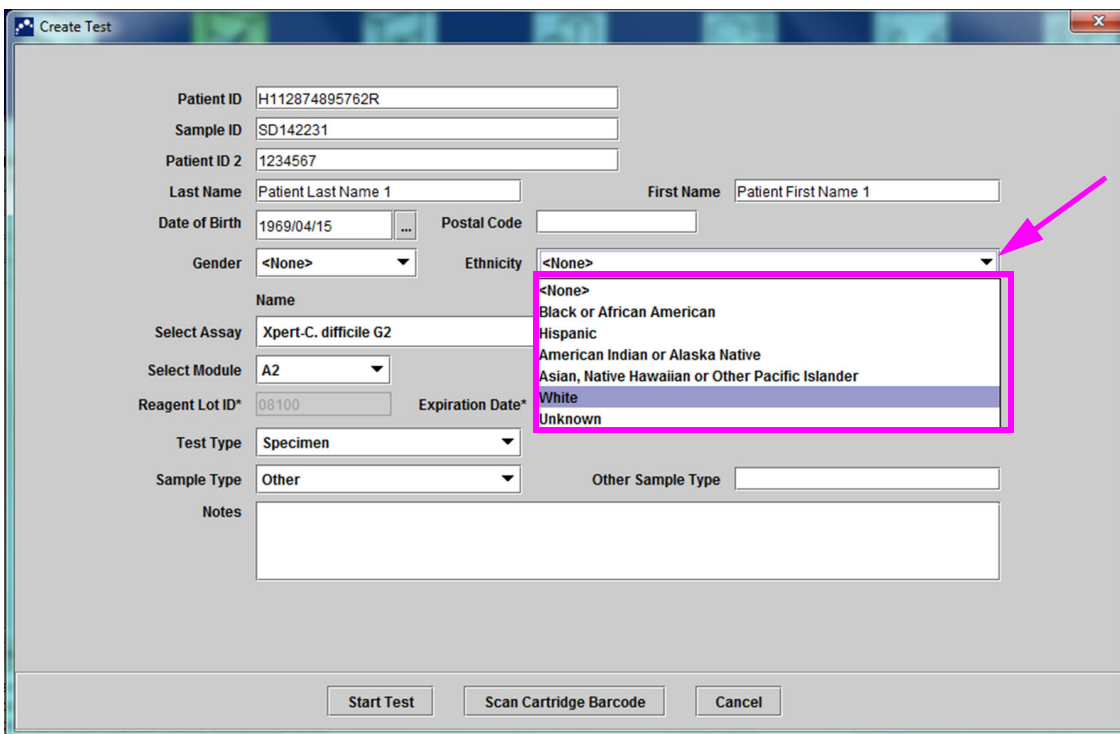 Create Test
Patient ID H112874895762R
Sample ID SD142231
Patient ID 2 1234567
Last Name Patient Last Name 1 First Name Patient First Name 1
Date of Birth 1969/04/15 ... Postal Code
Gender <None> Ethnicity <None>
<None>
Name
Black or African American
Select Assay Xpert-C. difficile G2 Hispanic
American Indian or Alaska Native
Select Module A2 Asian, Native Hawaiian or Other Pacific Islander
Reagent Lot ID* 08100 Expiration Date* White
Unknown
Test Type Specimen
Sample Type Other Other Sample Type
Notes
Start Test Scan Cartridge Barcode Cancel